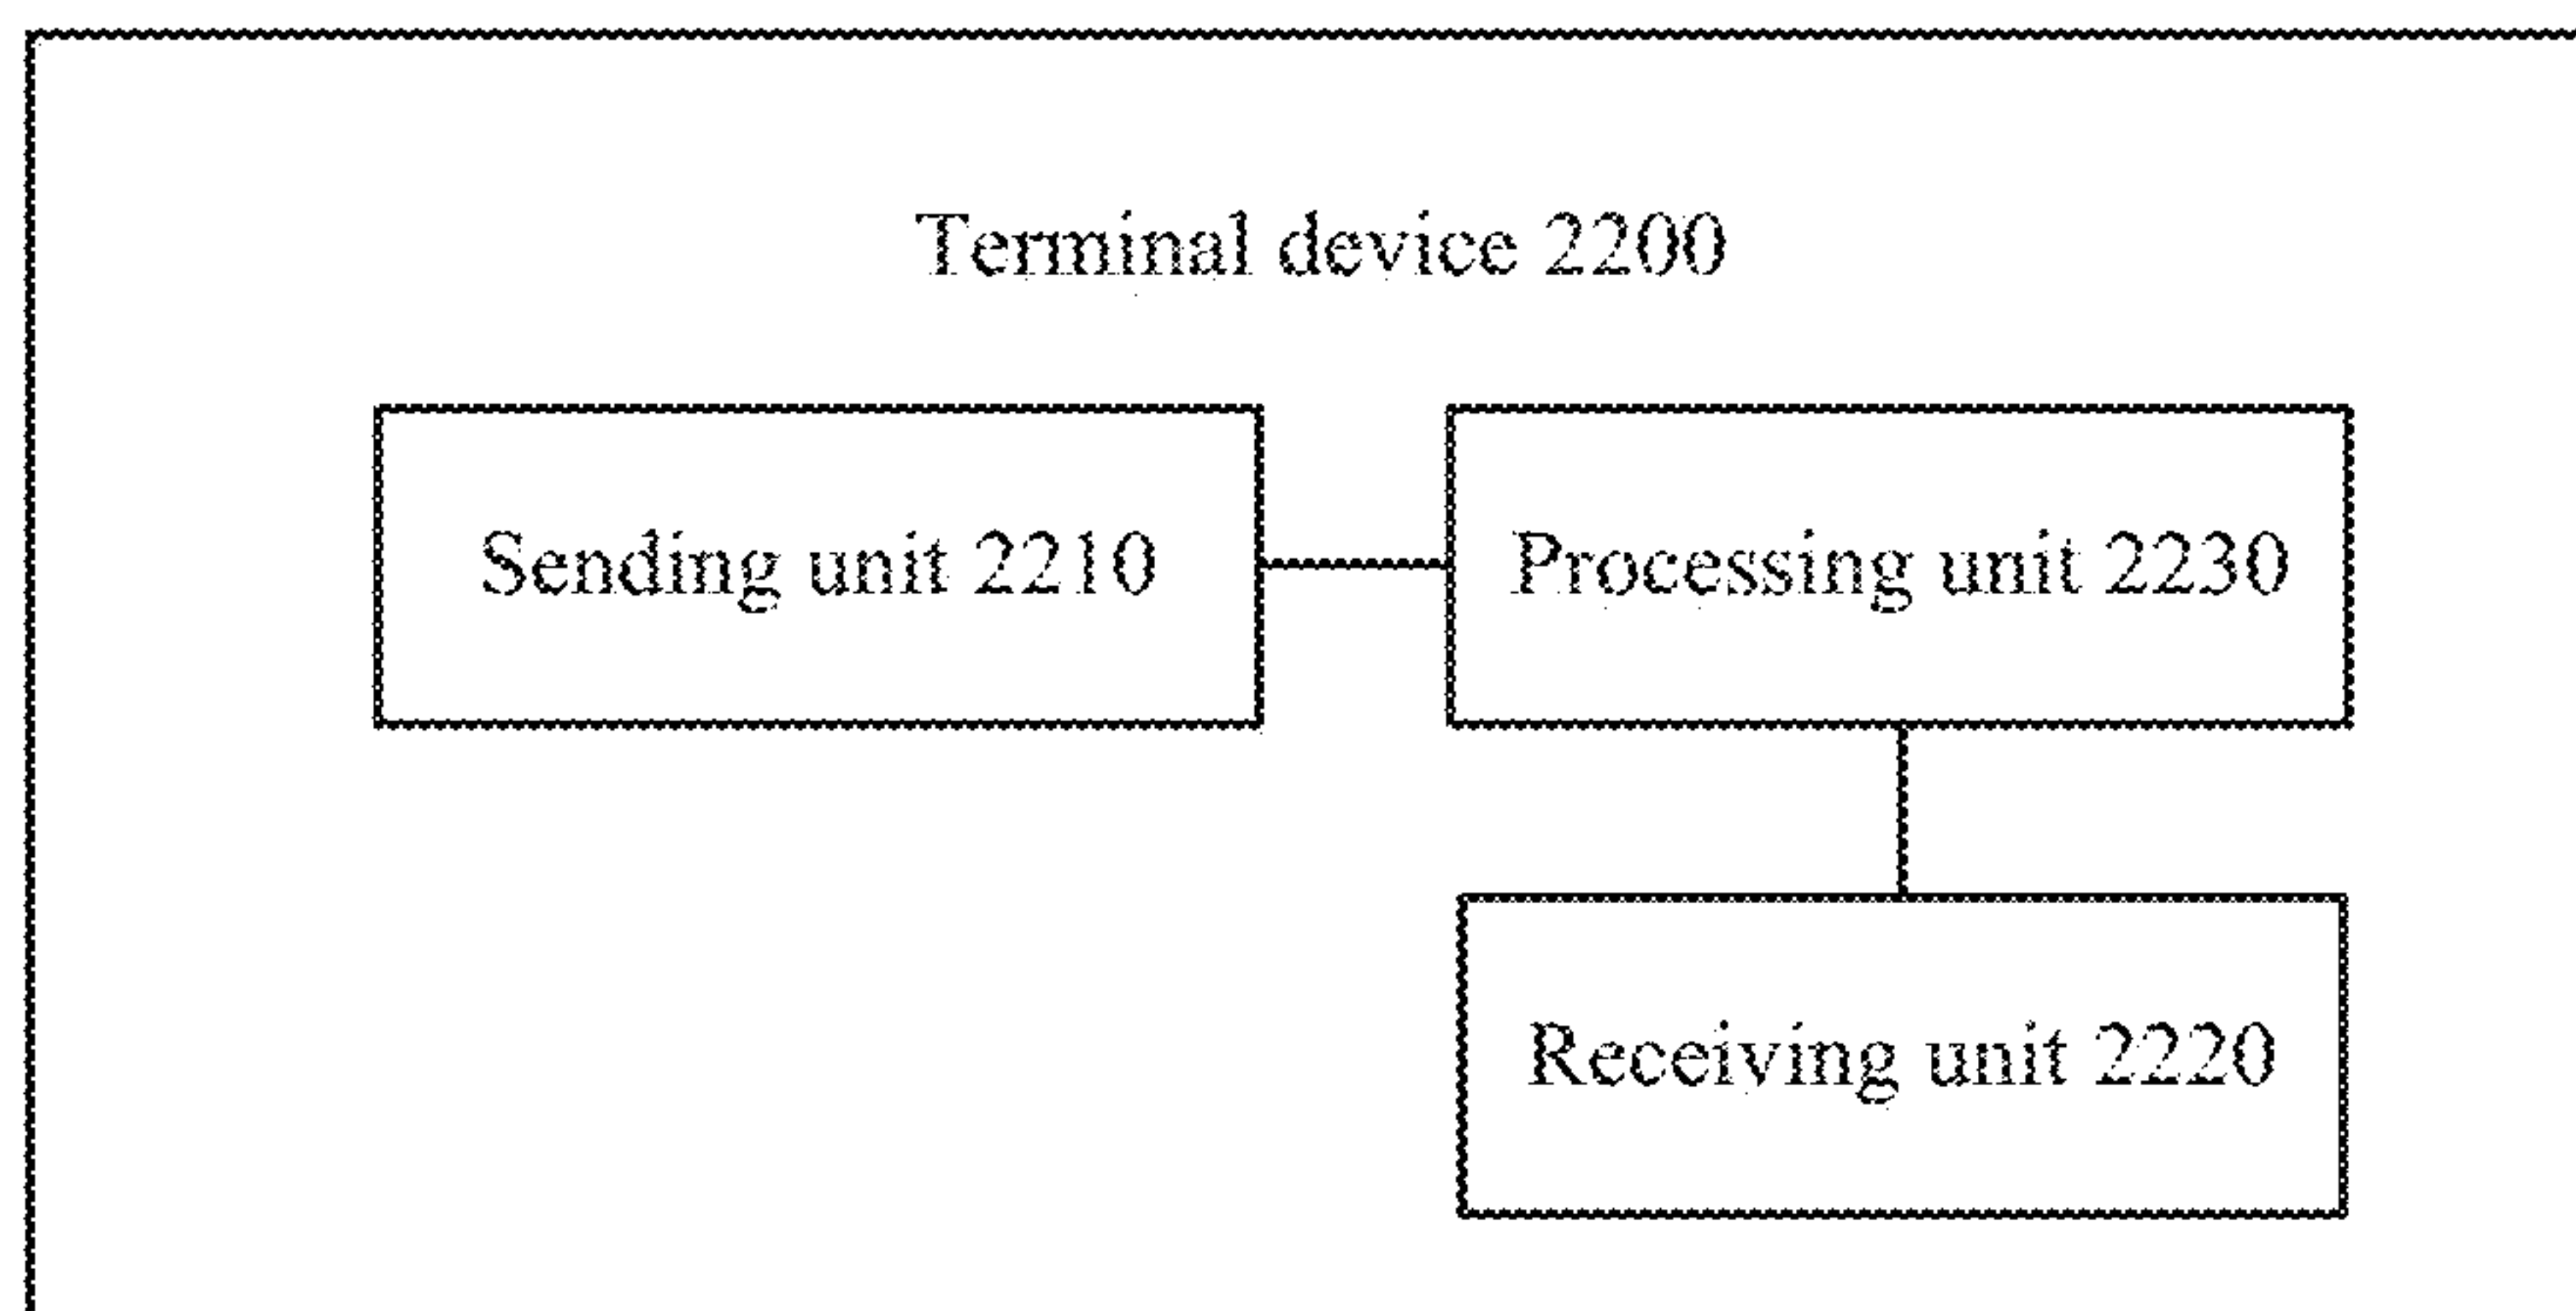 Terminal device 2200
Sending unit 2210
Processing unit 2230
Receiving unit 2220